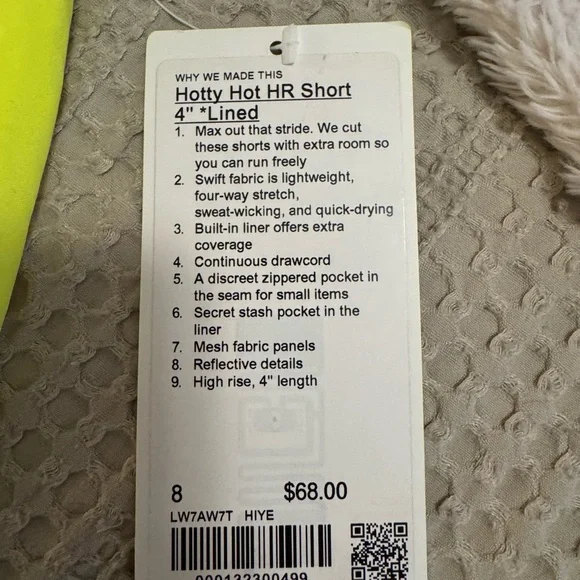 WHY WE MADE THIS
Hotty Hot HR Short
4" *Lined
1. Max out that stride. We cut
these shorts with extra room so
you can run freely
2. Swift fabric is lightweight,
four-way stretch,
sweat-wicking, and quick-drying
3. Built-in liner offers extra
coverage
4. Continuous drawcord
5. A discreet zippered pocket in
the seam for small items
6. Secret stash pocket in the
liner
7. Mesh fabric panels
8. Reflective details
9. High rise, 4" length
8 $68.00
LW7AW7T HIYE
000132300499